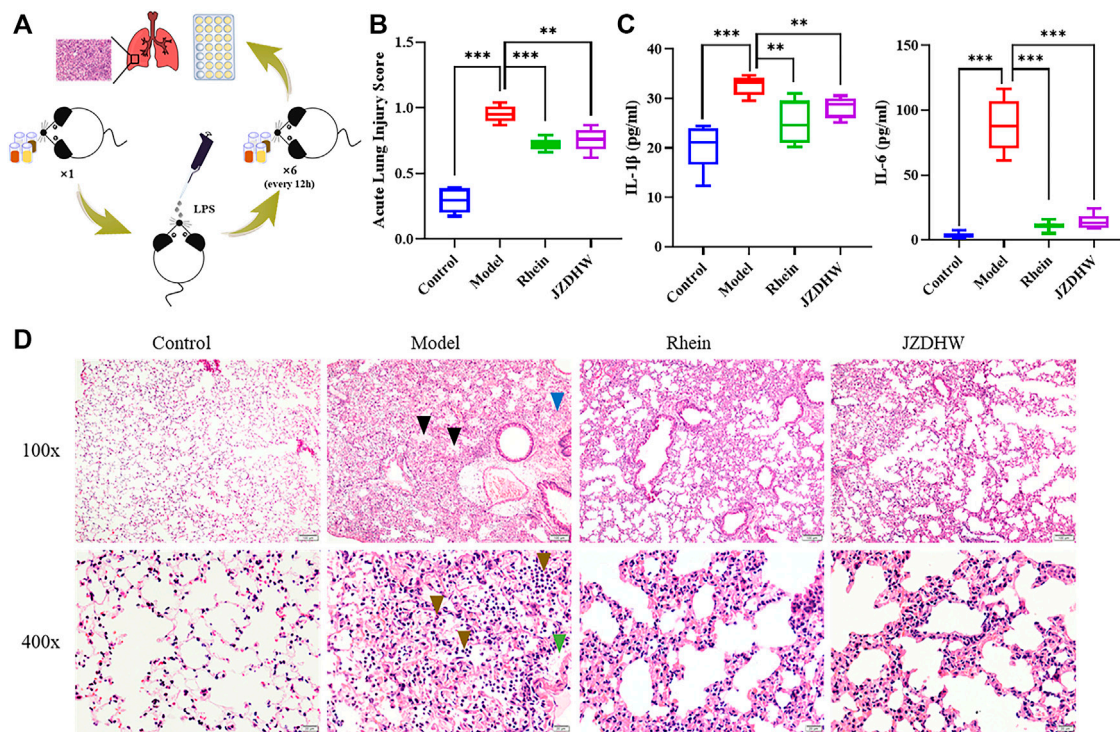 A
×1
LPS
×6
(every 12h)
B
Acute Lung Injury Score
1.5
1.0
0.5
0.0
***
***
**
Control
Model
Rhein
JZDHW
C
IL-1β (pg/ml)
40
30
20
10
0
***
**
**
Control
Model
Rhein
JZDHW
IL-6 (pg/ml)
150
100
50
0
***
***
***
Control
Model
Rhein
JZDHW
D
Control
Model
Rhein
JZDHW
100x
400x